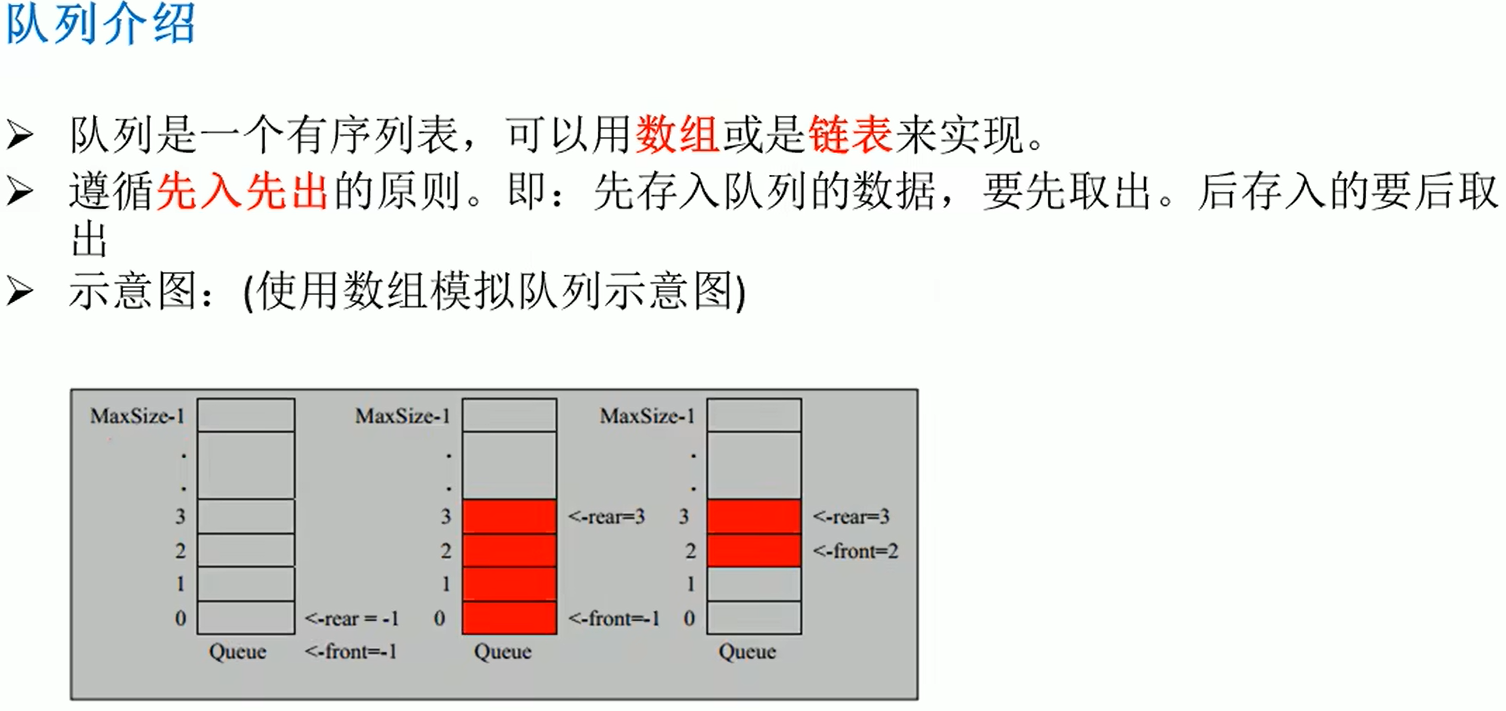 队列介绍
➢ 队列是一个有序列表，可以用数组或是链表来实现。
➢ 遵循先入先出的原则。即：先存入队列的数据，要先取出。后存入的要后取
出
➢ 示意图：(使用数组模拟队列示意图)
MaxSize-1 MaxSize-1 MaxSize-1
. . .
. . .
3 3 <-rear=3 3 <-rear=3
2 2 2 <-front=2
1 1 1
0 <-rear = -1 0 <-front=-1 0
Queue <-front=-1 Queue Queue